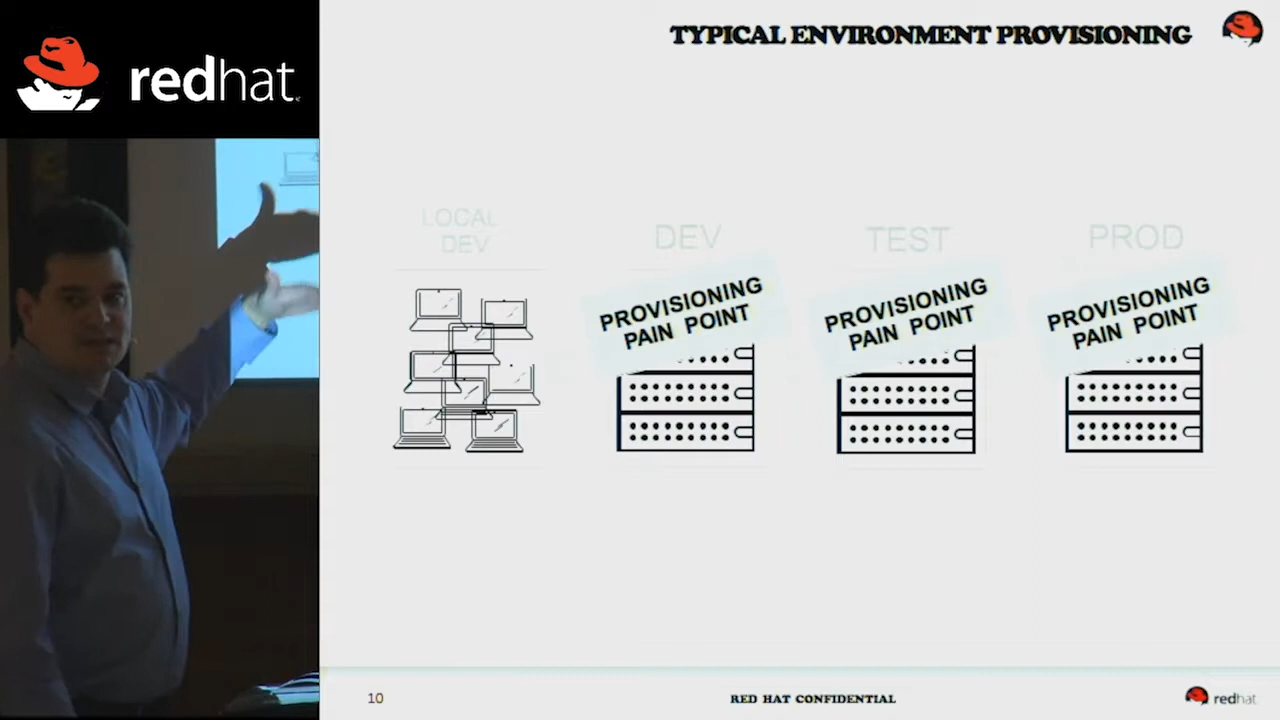 redhat.
TYPICAL ENVIRONMENT PROVISIONING
LOCAL
DEV
DEV
TEST
PROD
PROVISIONING
PAIN POINT
PROVISIONING
PAIN POINT
PROVISIONING
PAIN POINT
10
RED HAT CONFIDENTIAL
redhat